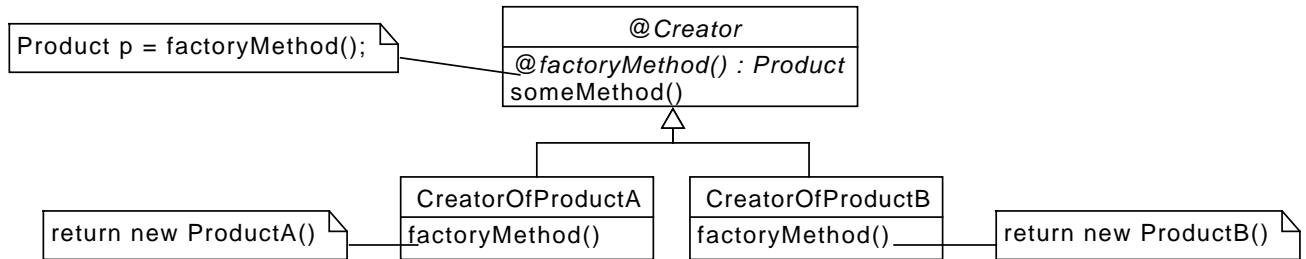 @Creator
Product p = factoryMethod();
@factoryMethod() : Product
someMethod()
CreatorOfProductA
CreatorOfProductB
return new ProductA()
factoryMethod()
factoryMethod()
return new ProductB()